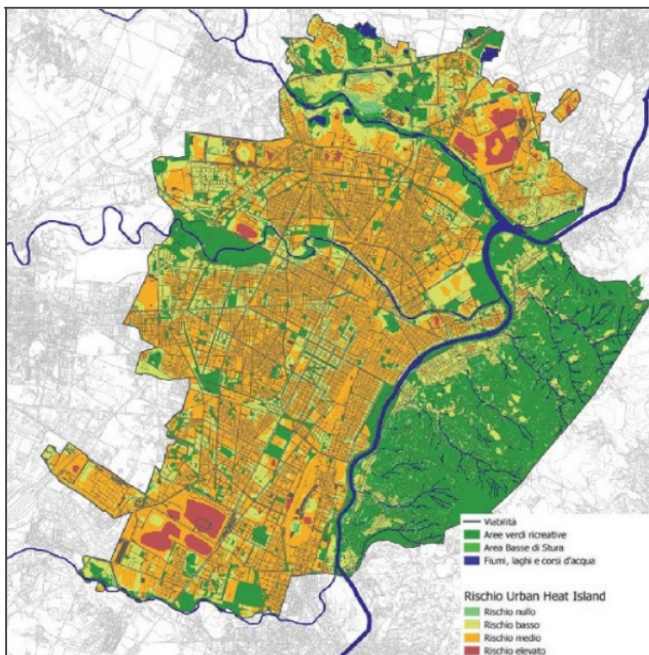 Viabilità
Aree verdi ricreative
Area Basse di Stura
Fiumi, laghi e corsi d'acqua
Rischio Urban Heat Island
Rischio nullo
Rischio basso
Rischio medio
Rischio elevato